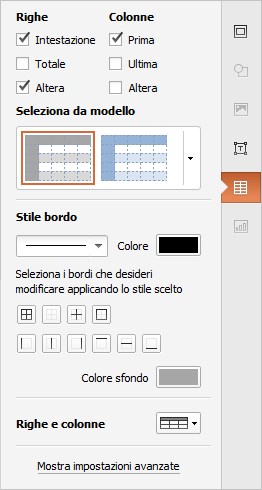 Righe Colonne
Intestazione Prima
Totale Ultima
Altera Altera
Seleziona da modello
Stile bordo
Colore
Seleziona i bordi che desideri
modificare applicando lo stile scelto
Colore sfondo
Righe e colonne
Mostra impostazioni avanzate